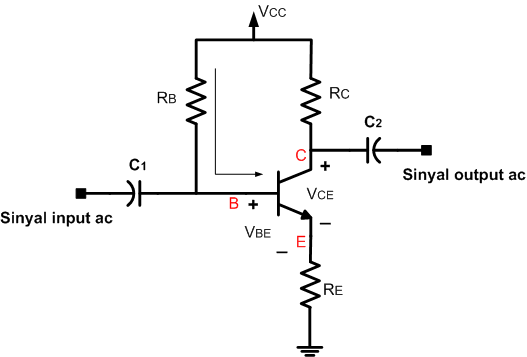 VCC
RB
RC
C1
C2
C
+
Sinyal input ac
Sinyal output ac
B
+
VCE
VBE
–
E
–
RE